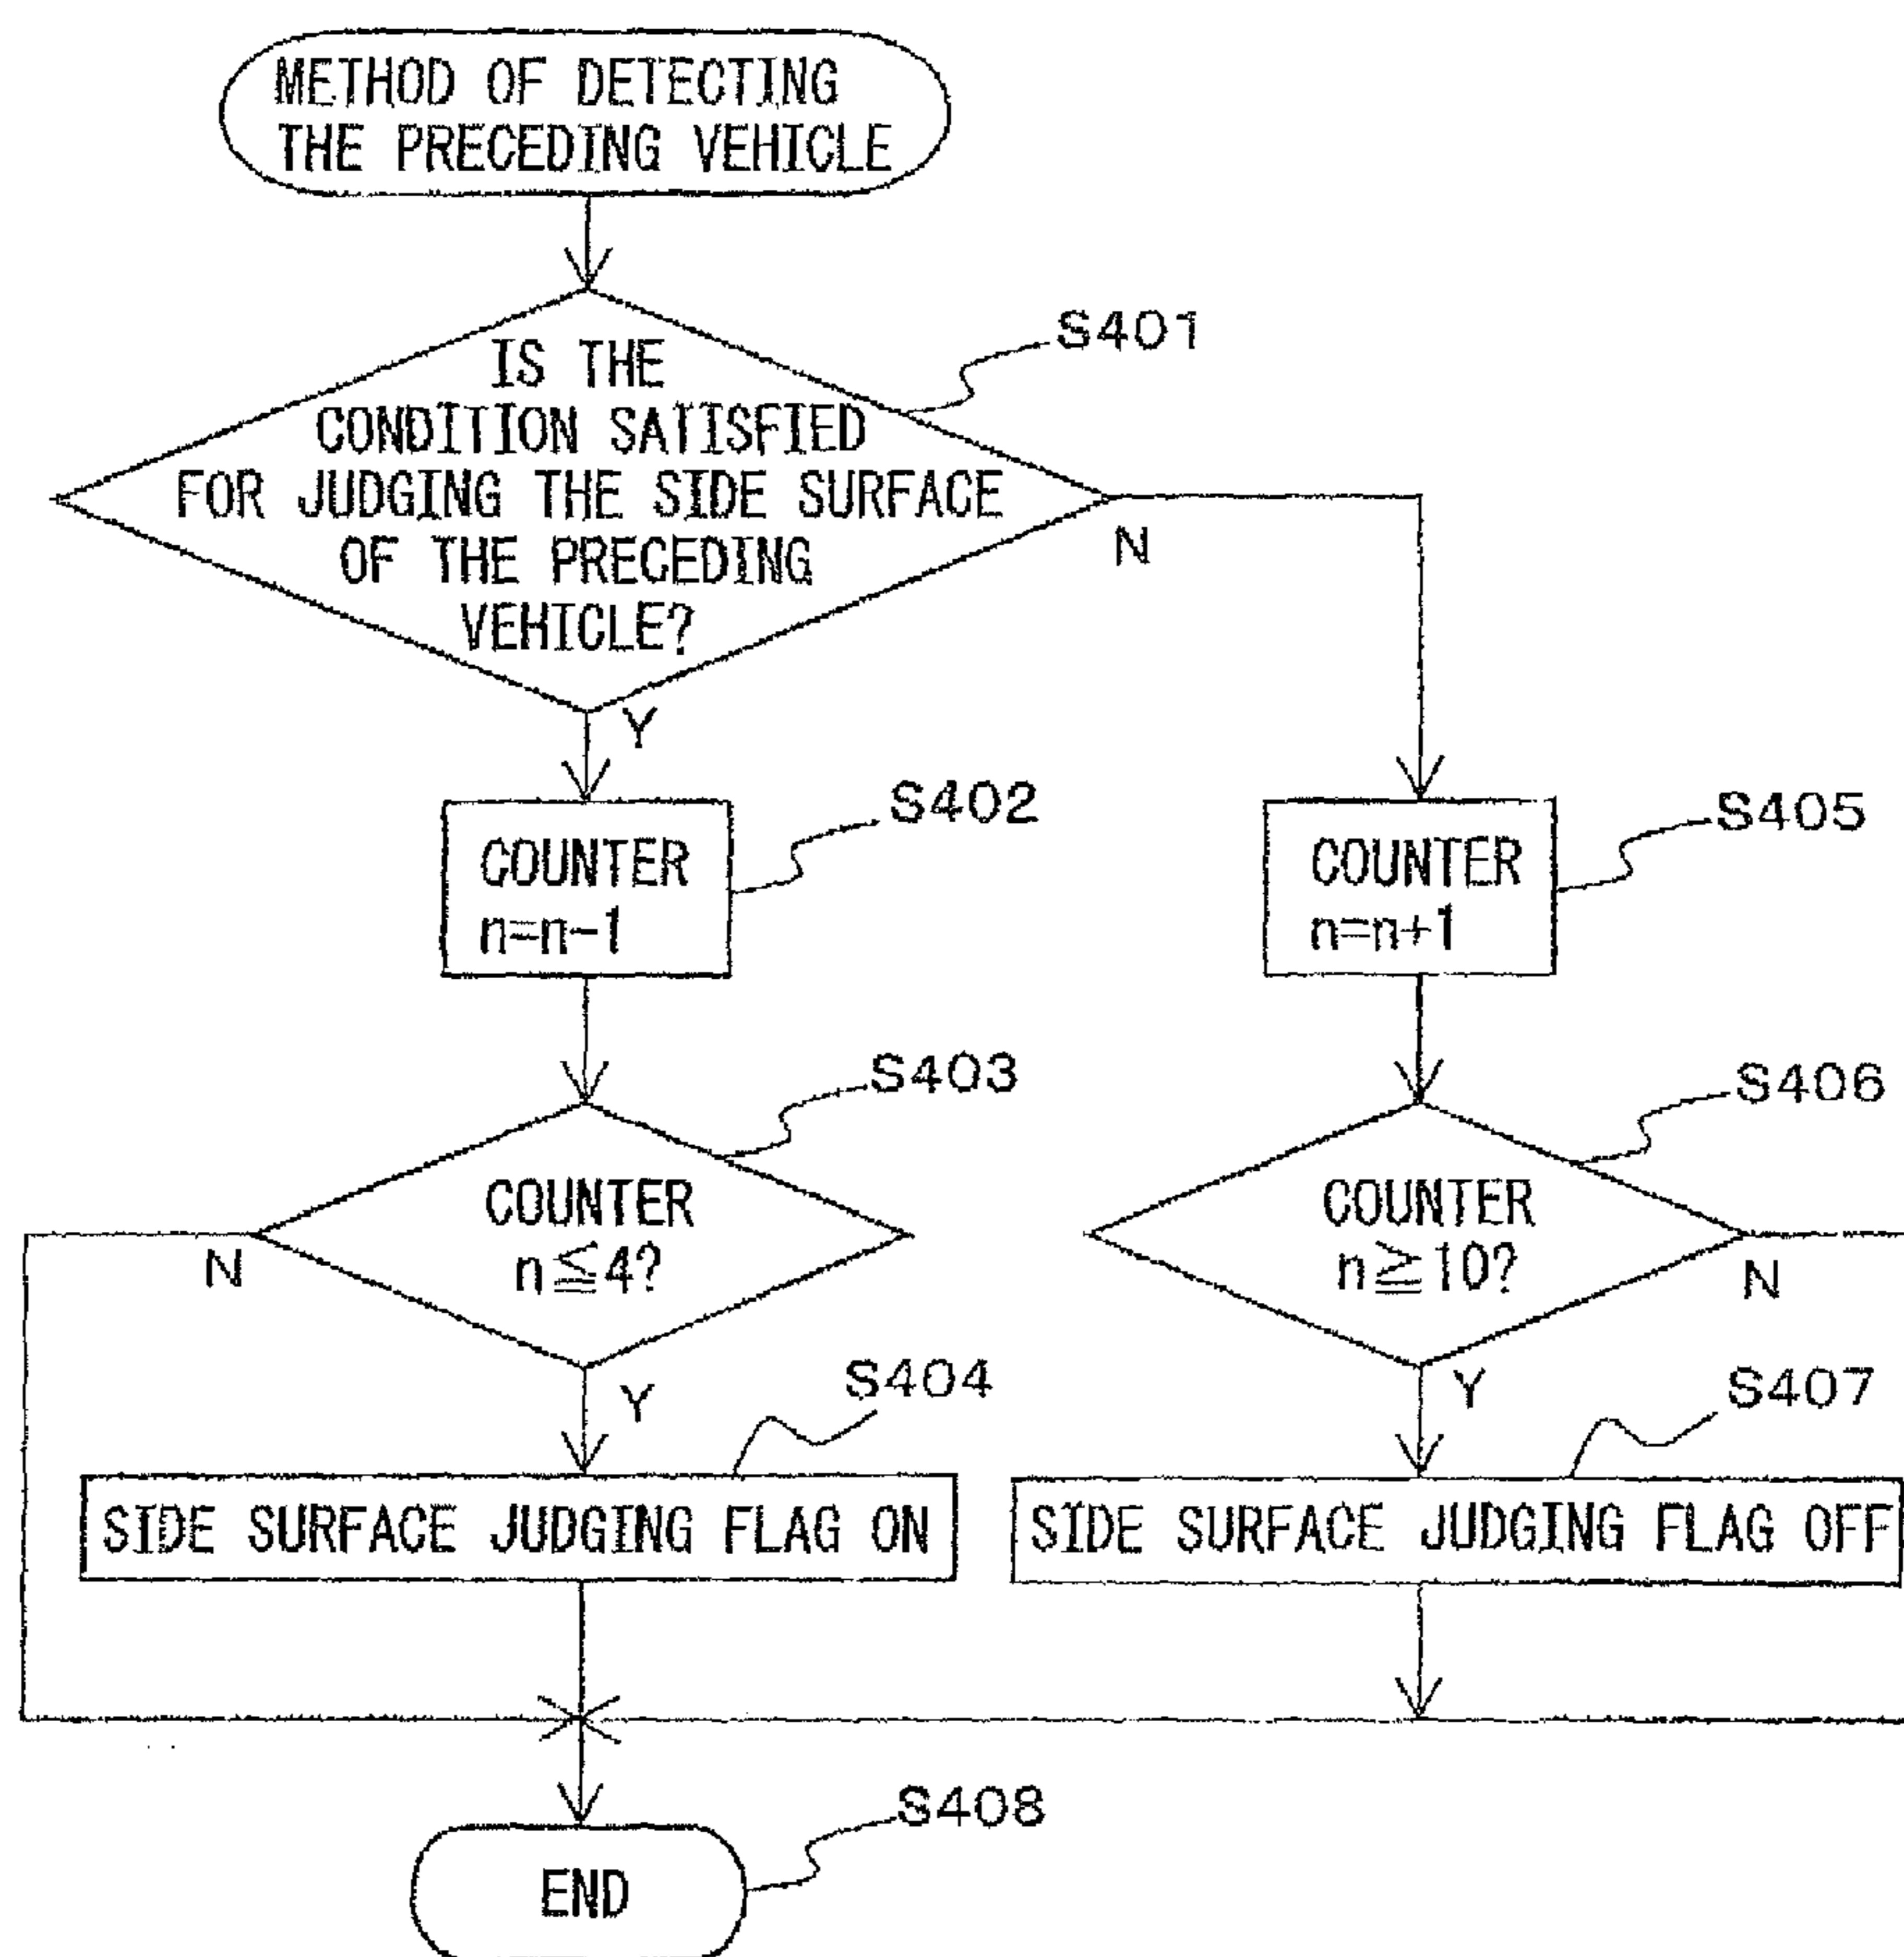 METHOD OF DETECTING
THE PRECEDING VEHICLE
S401
IS THE
CONDITION SATISFIED
FOR JUDGING THE SIDE SURFACE
OF THE PRECEDING
VEHICLE?
N
Y
S402
COUNTER
n=n-1
S405
COUNTER
n=n+1
S403
COUNTER
n≦4?
N
Y
S406
COUNTER
n≧10?
N
Y
S404
SIDE SURFACE JUDGING FLAG ON
S407
SIDE SURFACE JUDGING FLAG OFF
S408
END